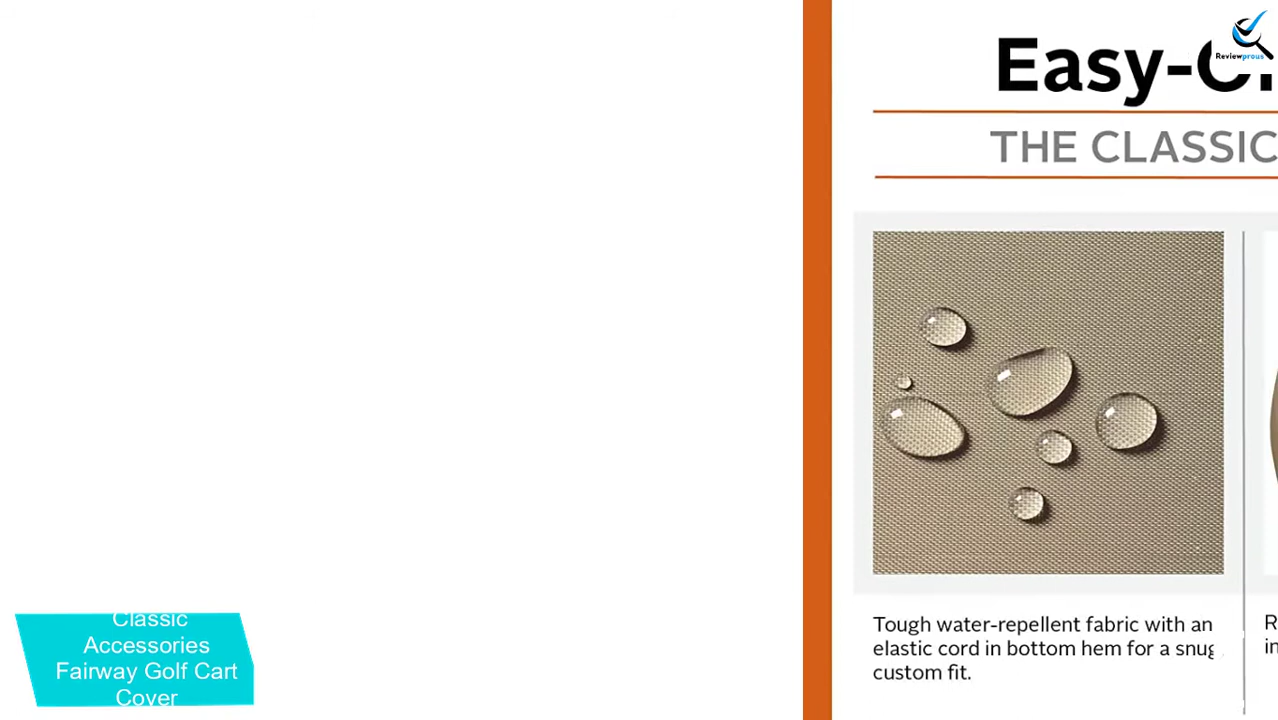 Easy-
Reviewprous
THE CLASSIC
Tough water-repellent fabric with an
elastic cord in bottom hem for a snug
custom fit.
Classic
Accessories
Fairway Golf Cart
Cover